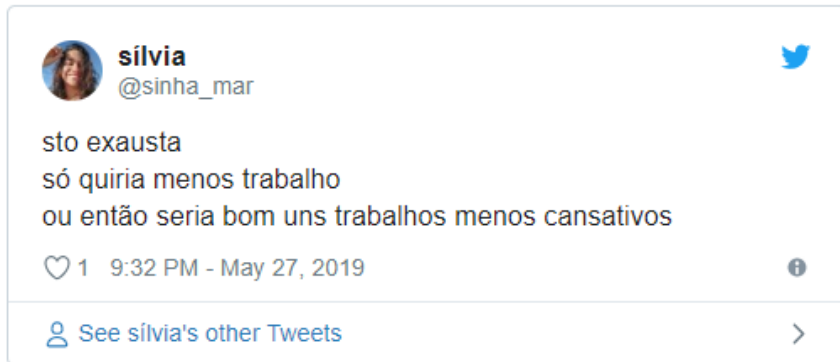 sílvia
@sinha_mar
sto exausta
só quiria menos trabalho
ou então seria bom uns trabalhos menos cansativos
1 9:32 PM - May 27, 2019
See sílvia's other Tweets